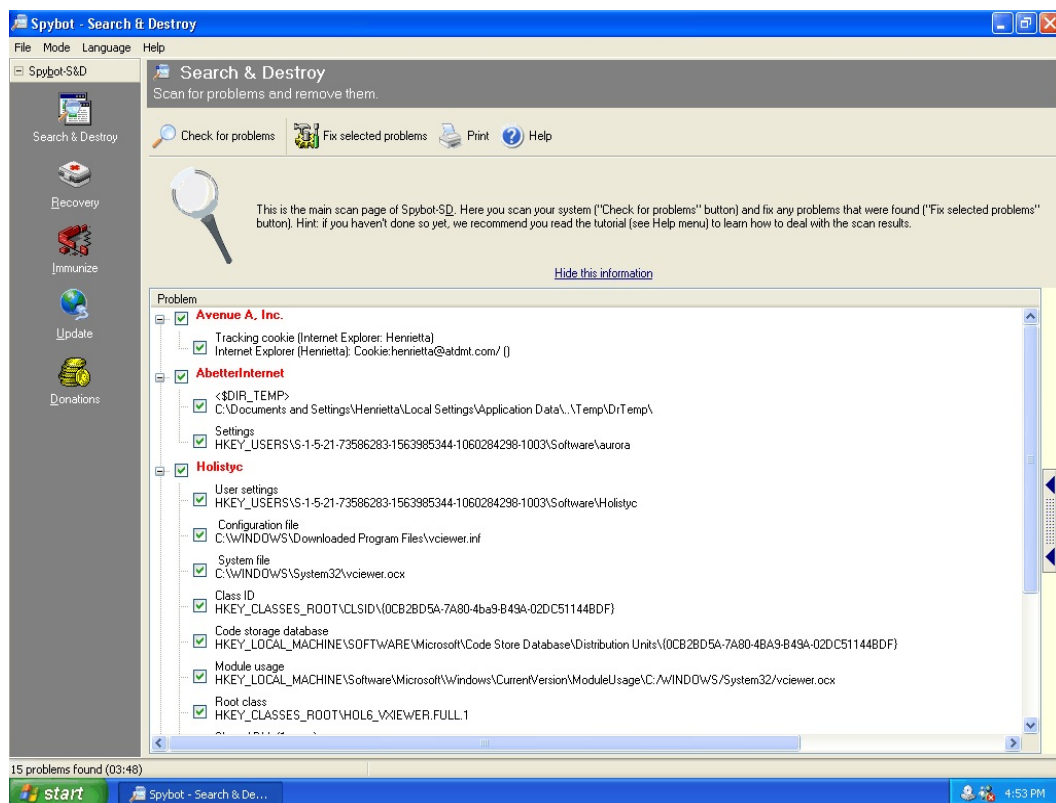 Spybot - Search & Destroy
File Mode Language Help
Spybot-S&D
Search & Destroy
Recovery
Immunize
Update
Donations
Search & Destroy
Scan for problems and remove them.
Check for problems
Fix selected problems
Print
Help
This is the main scan page of Spybot-SD. Here you scan your system ("Check for problems" button) and fix any problems that were found ("Fix selected problems"
button). Hint: if you haven't done so yet, we recommend you read the tutorial (see Help menu) to learn how to deal with the scan results.
Hide this information
Problem
Avenue A, Inc.
Tracking cookie (Internet Explorer: Henrietta)
Internet Explorer (Henrietta): Cookie:henrietta@atdmt.com/ ()
AbetterInternet
<$DIR_TEMP>
C:\Documents and Settings\Henrietta\Local Settings\Application Data\..\Temp\DrTemp\
Settings
HKEY_USERS\S-1-5-21-73586283-1563985344-1060284298-1003\Software\aurora
Holistyc
User settings
HKEY_USERS\S-1-5-21-73586283-1563985344-1060284298-1003\Software\Holistyc
Configuration file
C:\WINDOWS\Downloaded Program Files\vciewer.inf
System file
C:\WINDOWS\System32\vciewer.ocx
Class ID
HKEY_CLASSES_ROOT\CLSID\{0CB2BD5A-7A80-4ba9-B49A-02DC51144BDF}
Code storage database
HKEY_LOCAL_MACHINE\SOFTWARE\Microsoft\Code Store Database\Distribution Units\{0CB2BD5A-7A80-4BA9-B49A-02DC51144BDF}
Module usage
HKEY_LOCAL_MACHINE\Software\Microsoft\Windows\CurrentVersion\ModuleUsage\C:/WINDOWS/System32/vciewer.ocx
Root class
HKEY_CLASSES_ROOT\HOL6_VXIEWER.FULL.1
15 problems found (03:48)
start
Spybot - Search & De...
4:53 PM